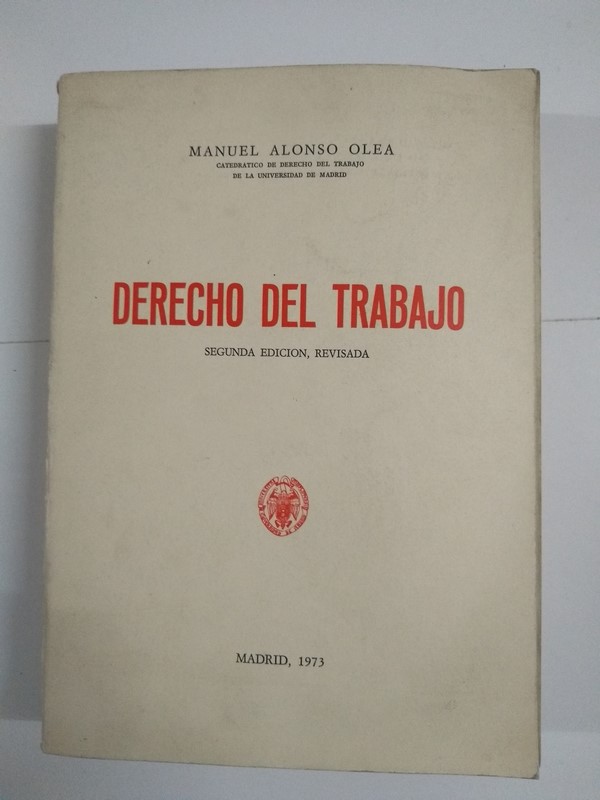 MANUEL ALONSO OLEA
CATEDRATICO DE DERECHO DEL TRABAJO
DE LA UNIVERSIDAD DE MADRID
DERECHO DEL TRABAJO
SEGUNDA EDICION, REVISADA
MADRID, 1973